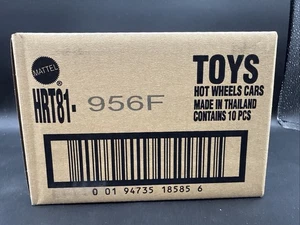 MATTEL
®
HRT81-956F
TOYS
HOT WHEELS CARS
MADE IN THAILAND
CONTAINS 10 PCS
0 01 94735 18585 6